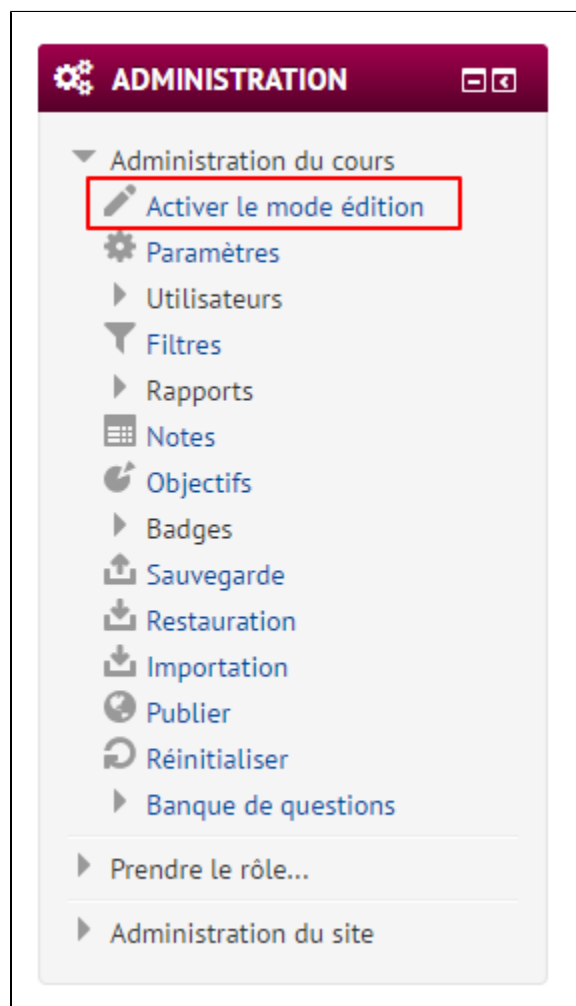 ADMINISTRATION
Administration du cours
Activer le mode édition
Paramètres
Utilisateurs
Filtres
Rapports
Notes
Objectifs
Badges
Sauvegarde
Restauration
Importation
Publier
Réinitialiser
Banque de questions
Prendre le rôle...
Administration du site